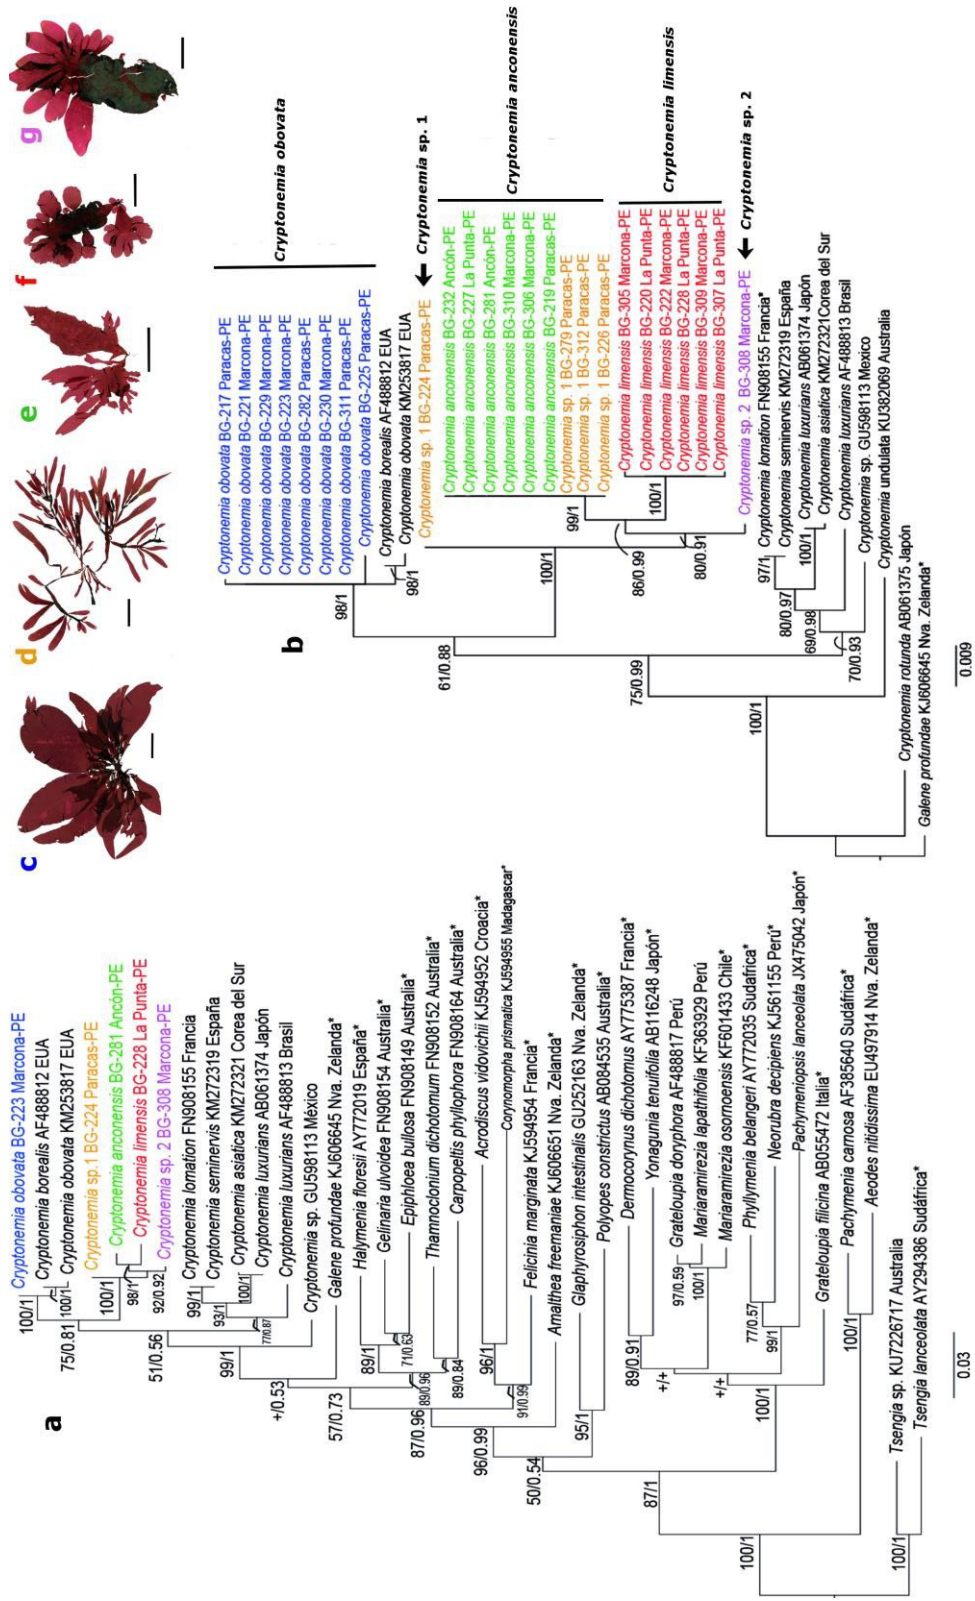 a
Cryptonemia obovata BG-223 Marcona-PE
Cryptonemia borealis AF488812 EUA
Cryptonemia obovata KM253817 EUA
Cryptonemia sp.1 BG-224 Paracas-PE
Cryptonemia anconensis BG-281 Ancón-PE
Cryptonemia limensis BG-228 La Punta-PE
Cryptonemia sp. 2 BG-308 Marcona-PE
Cryptonemia lomation FN908155 Francia
Cryptonemia seminervis KM272319 España
Cryptonemia asiatica KM272321 Corea del Sur
Cryptonemia luxurians AB061374 Japón
Cryptonemia luxurians AF488813 Brasil
Cryptonemia sp. GU598113 México
Galene profundae KJ606645 Nva. Zelanda*
Halymenia floresii AY772019 España*
Gelinaria ulvoidea FN908154 Australia*
Epiphloea bullosa FN908149 Australia*
Thamnoclonium dichotomum FN908152 Australia*
Carpopeltis phyllophora FN908164 Australia*
Acrodiscus vidovichii KJ594952 Croacia*
Corynomorpha prismatica KJ594955 Madagascar*
Felicinia marginata KJ594954 Francia*
Amalthea freemaniae KJ606651 Nva. Zelanda*
Glaphyrosiphon intestinalis GU252163 Nva. Zelanda*
Polyopes constrictus AB084535 Australia*
Dermocorynus dichotomus AY775387 Francia*
Yonagunia tenuifolia AB116248 Japón*
Grateloupia doryphora AF488817 Perú
Mariaramirezia lapathifolia KF363929 Perú
Mariaramirezia osornoensis KF601433 Chile*
Phyllymenia belangeri AY772035 Sudáfrica*
Neorubra decipiens KJ561155 Perú*
Pachymeniopsis lanceolata JX475042 Japón*
Grateloupia filicina AB055472 Italia*
Pachymenia carnosa AF385640 Sudáfrica*
Aeodes nitidissima EU497914 Nva. Zelanda*
Tsengia sp. KU7226717 Australia
Tsengia lanceolata AY294386 Sudáfrica*
100/1
100/1
75/0.81
100/1
98/1
92/0.92
51/0.56
99/1
93/1
100/1
77/0.87
99/1
+/0.53
57/0.73
89/1
71/0.63
89/0.96
89/0.84
87/0.96
96/1
91/0.99
96/0.99
95/1
50/0.54
89/0.91
97/0.59
100/1
+/+
77/0.57
99/1
+/+
100/1
87/1
100/1
100/1
100/1
0.03
c
d
e
f
g
b
Cryptonemia obovata BG-217 Paracas-PE
Cryptonemia obovata BG-221 Marcona-PE
Cryptonemia obovata BG-229 Marcona-PE
Cryptonemia obovata BG-223 Marcona-PE
Cryptonemia obovata BG-282 Paracas-PE
Cryptonemia obovata BG-230 Marcona-PE
Cryptonemia obovata BG-311 Paracas-PE
Cryptonemia obovata BG-225 Paracas-PE
Cryptonemia borealis AF488812 EUA
Cryptonemia obovata KM253817 EUA
Cryptonemia sp. 1 BG-224 Paracas-PE
Cryptonemia anconensis BG-232 Ancón-PE
Cryptonemia anconensis BG-227 La Punta-PE
Cryptonemia anconensis BG-281 Ancón-PE
Cryptonemia anconensis BG-310 Marcona-PE
Cryptonemia anconensis BG-306 Marcona-PE
Cryptonemia anconensis BG-219 Paracas-PE
Cryptonemia sp. 1 BG-279 Paracas-PE
Cryptonemia sp. 1 BG-312 Paracas-PE
Cryptonemia sp. 1 BG-226 Paracas-PE
Cryptonemia limensis BG-305 Marcona-PE
Cryptonemia limensis BG-220 La Punta-PE
Cryptonemia limensis BG-222 Marcona-PE
Cryptonemia limensis BG-228 La Punta-PE
Cryptonemia limensis BG-309 Marcona-PE
Cryptonemia limensis BG-307 La Punta-PE
Cryptonemia sp. 2 BG-308 Marcona-PE
Cryptonemia lomation FN908155 Francia*
Cryptonemia seminervis KM272319 España
Cryptonemia luxurians AB061374 Japón
Cryptonemia asiatica KM272321Corea del Sur
Cryptonemia luxurians AF488813 Brasil
Cryptonemia sp. GU598113 Mexico
Cryptonemia undulata KU382069 Australia
Cryptonemia rotunda AB061375 Japón
Galene profundae KJ606645 Nva. Zelanda*
Cryptonemia obovata
Cryptonemia sp. 1
Cryptonemia anconensis
Cryptonemia limensis
Cryptonemia sp. 2
98/1
98/1
61/0.88
100/1
99/1
86/0.99
100/1
80/0.91
75/0.99
97/1
80/0.97
100/1
69/0.98
70/0.93
100/1
0.009